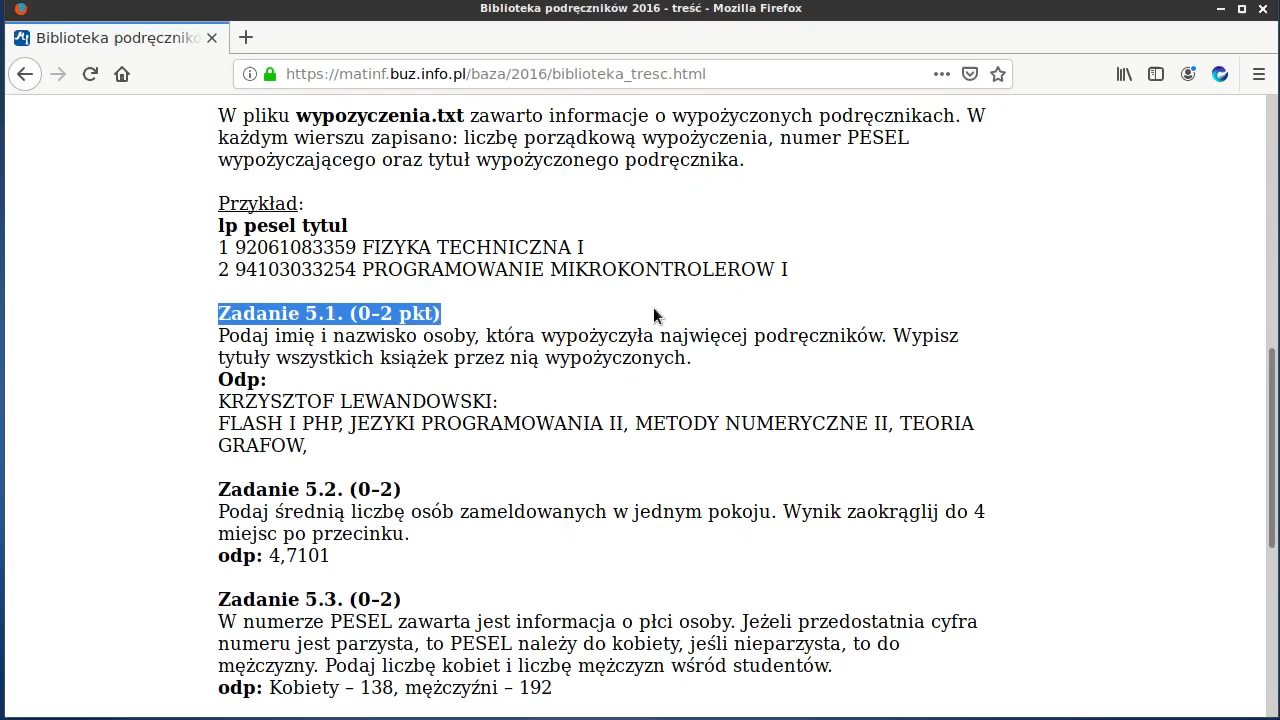 Biblioteka podręczników 2016 - treść - Mozilla Firefox
Biblioteka podręcznikó
https://matinf.buz.info.pl/baza/2016/biblioteka_tresc.html
W pliku wypozyczenia.txt zawarto informacje o wypożyczonych podręcznikach. W
każdym wierszu zapisano: liczbę porządkową wypożyczenia, numer PESEL
wypożyczającego oraz tytuł wypożyczonego podręcznika.
Przykład:
lp pesel tytul
1 92061083359 FIZYKA TECHNICZNA I
2 94103033254 PROGRAMOWANIE MIKROKONTROLEROW I
Zadanie 5.1. (0–2 pkt)
Podaj imię i nazwisko osoby, która wypożyczyła najwięcej podręczników. Wypisz
tytuły wszystkich książek przez nią wypożyczonych.
Odp:
KRZYSZTOF LEWANDOWSKI:
FLASH I PHP, JEZYKI PROGRAMOWANIA II, METODY NUMERYCZNE II, TEORIA
GRAFOW,
Zadanie 5.2. (0–2)
Podaj średnią liczbę osób zameldowanych w jednym pokoju. Wynik zaokrąglij do 4
miejsc po przecinku.
odp: 4,7101
Zadanie 5.3. (0–2)
W numerze PESEL zawarta jest informacja o płci osoby. Jeżeli przedostatnia cyfra
numeru jest parzysta, to PESEL należy do kobiety, jeśli nieparzysta, to do
mężczyzny. Podaj liczbę kobiet i liczbę mężczyzn wśród studentów.
odp: Kobiety – 138, mężczyźni – 192